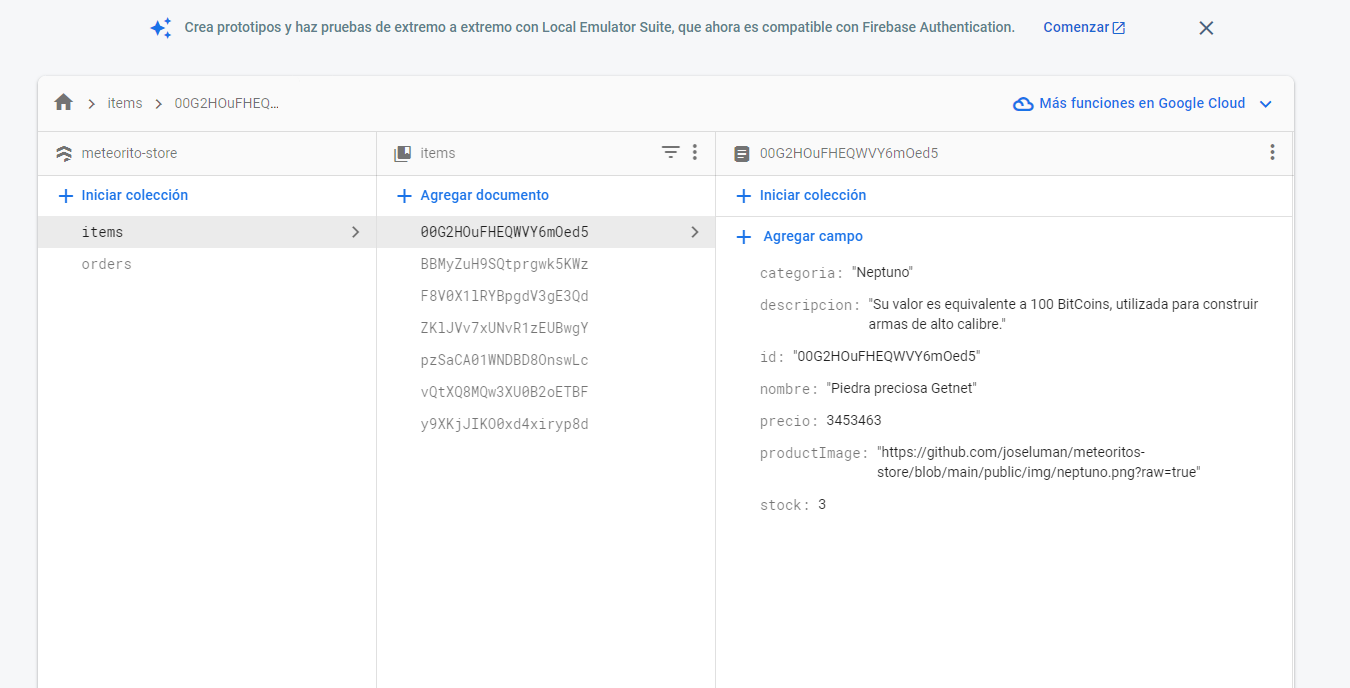 Crea prototipos y haz pruebas de extremo a extremo con Local Emulator Suite, que ahora es compatible con Firebase Authentication. Comenzar
items 00G2HOuFHEQ...
Más funciones en Google Cloud
meteorito-store
Iniciar colección
items
orders
items
Agregar documento
00G2HOuFHEQWVY6mOed5
BBMyZuH9SQtprgwk5KWz
F8V0X1lRYBpgdV3gE3Qd
ZKlJVv7xUNvR1zEUBwgY
pzSaCA01WNDBD8OnswLc
vQtXQ8MQw3XU0B2oETBF
y9XKjJIKO0xd4xiryp8d
00G2HOuFHEQWVY6mOed5
Iniciar colección
Agregar campo
categoria: "Neptuno"
descripcion: "Su valor es equivalente a 100 BitCoins, utilizada para construir
armas de alto calibre."
id: "00G2HOuFHEQWVY6mOed5"
nombre: "Piedra preciosa Getnet"
precio: 3453463
productImage: "https://github.com/joseluman/meteoritos-
store/blob/main/public/img/neptuno.png?raw=true"
stock: 3